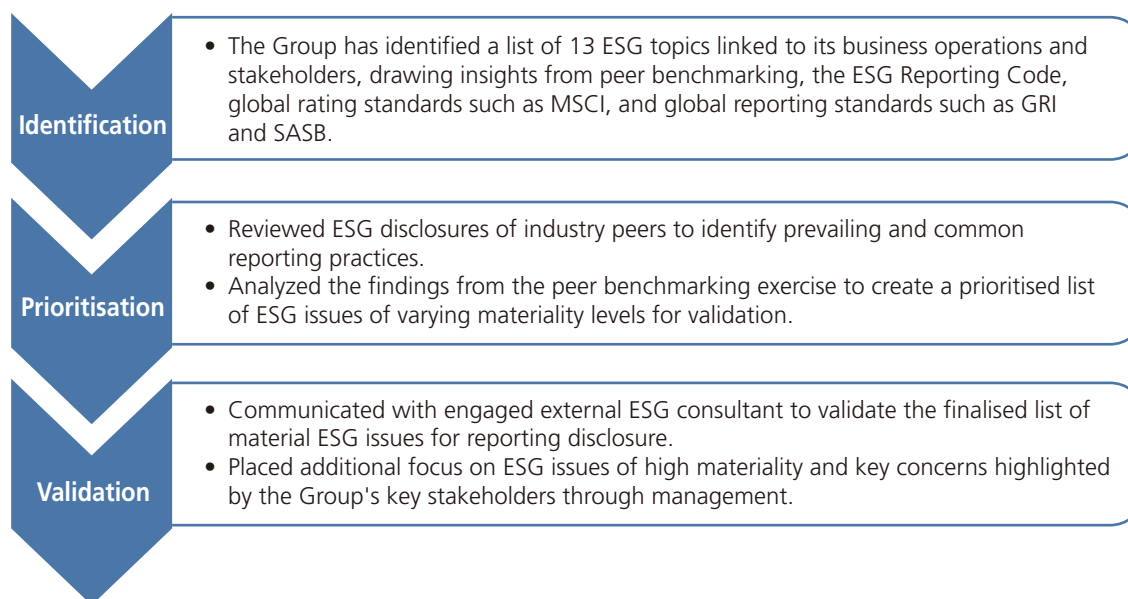 Identification
• The Group has identified a list of 13 ESG topics linked to its business operations and
stakeholders, drawing insights from peer benchmarking, the ESG Reporting Code,
global rating standards such as MSCI, and global reporting standards such as GRI
and SASB.
Prioritisation
• Reviewed ESG disclosures of industry peers to identify prevailing and common
reporting practices.
• Analyzed the findings from the peer benchmarking exercise to create a prioritised list
of ESG issues of varying materiality levels for validation.
Validation
• Communicated with engaged external ESG consultant to validate the finalised list of
material ESG issues for reporting disclosure.
• Placed additional focus on ESG issues of high materiality and key concerns highlighted
by the Group's key stakeholders through management.